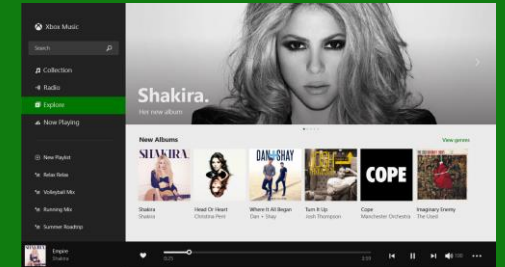 Xbox Music
Search
Collection
Radio
Explore
Now Playing
New Playlist
Relax Relax
Volleyball Mix
Running Mix
Summer Roadtrip
Shakira.
Her new album
New Albums
View genres
SHAKIRA.
DAN+SHAY
COPE
Shakira
Shakira
Head Or Heart
Christina Perri
Where It All Began
Dan + Shay
Turn It Up
Josh Thompson
Cope
Manchester Orchestra
Imaginary Enemy
The Used
Empire
Shakira
0:25
100